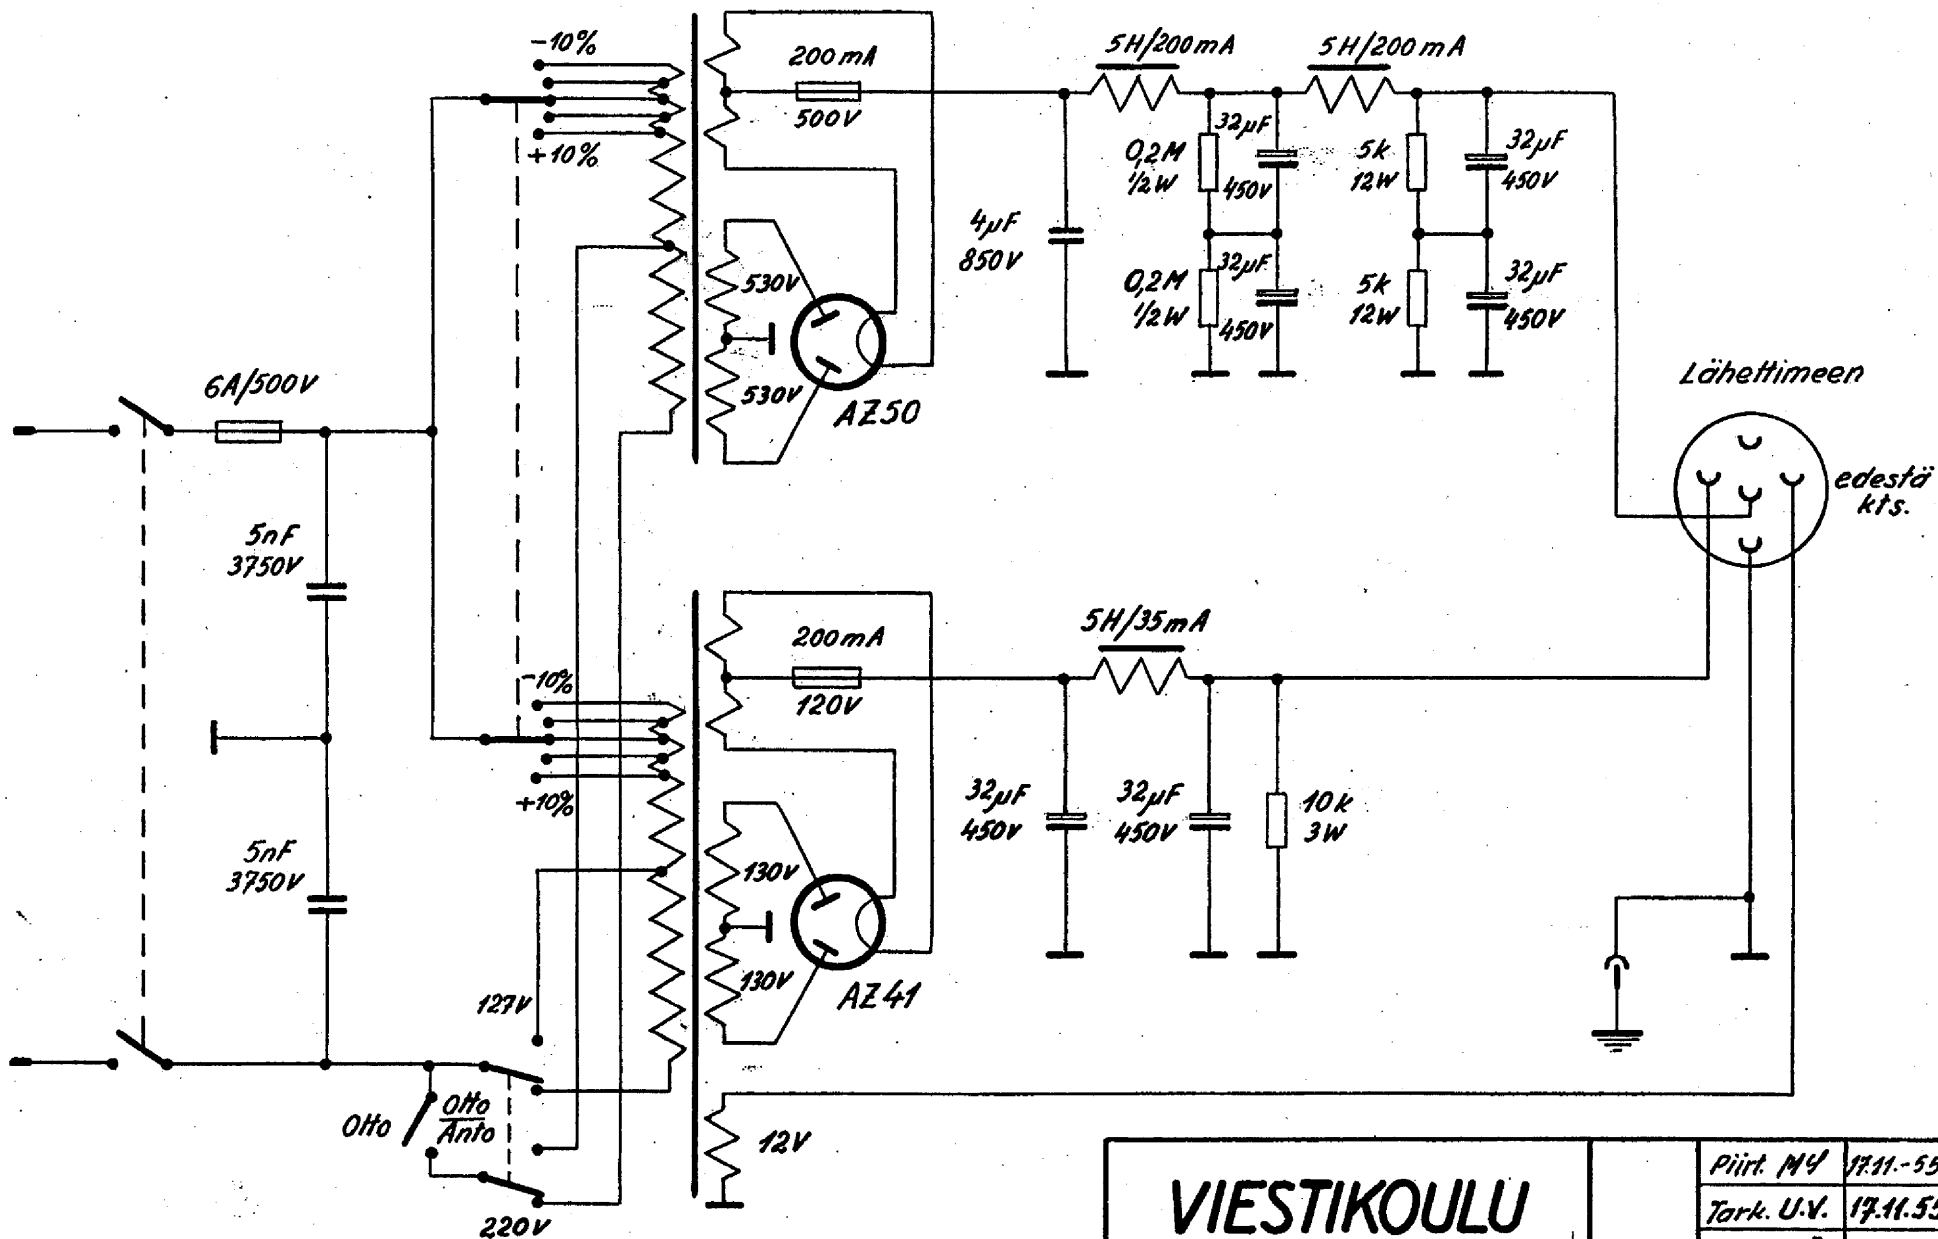 -10%
+10%
200mA
500V
5H/200mA
5H/200mA
0,2M
1/2W
32µF
450V
5k
12W
32µF
450V
4µF
850V
0,2M
1/2W
32µF
450V
5k
12W
32µF
450V
530V
530V
AZ50
6A/500V
Lähettimeen
edestä
kts.
5nF
3750V
5nF
3750V
-10%
+10%
200mA
120V
5H/35mA
32µF
450V
32µF
450V
10k
3W
130V
130V
AZ41
127V
Otto
Otto
Anto
220V
12V
VIESTIKOULU
Piirt. MY 17.11.-55
Tark. U.V. 17.11.55